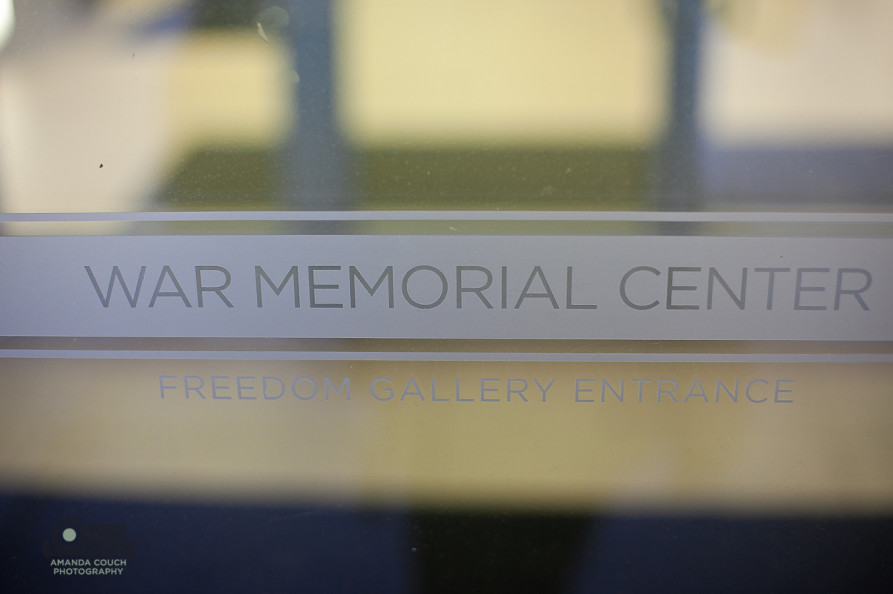 WAR MEMORIAL CENTER
FREEDOM GALLERY ENTRANCE
AMANDA COUCH
PHOTOGRAPHY